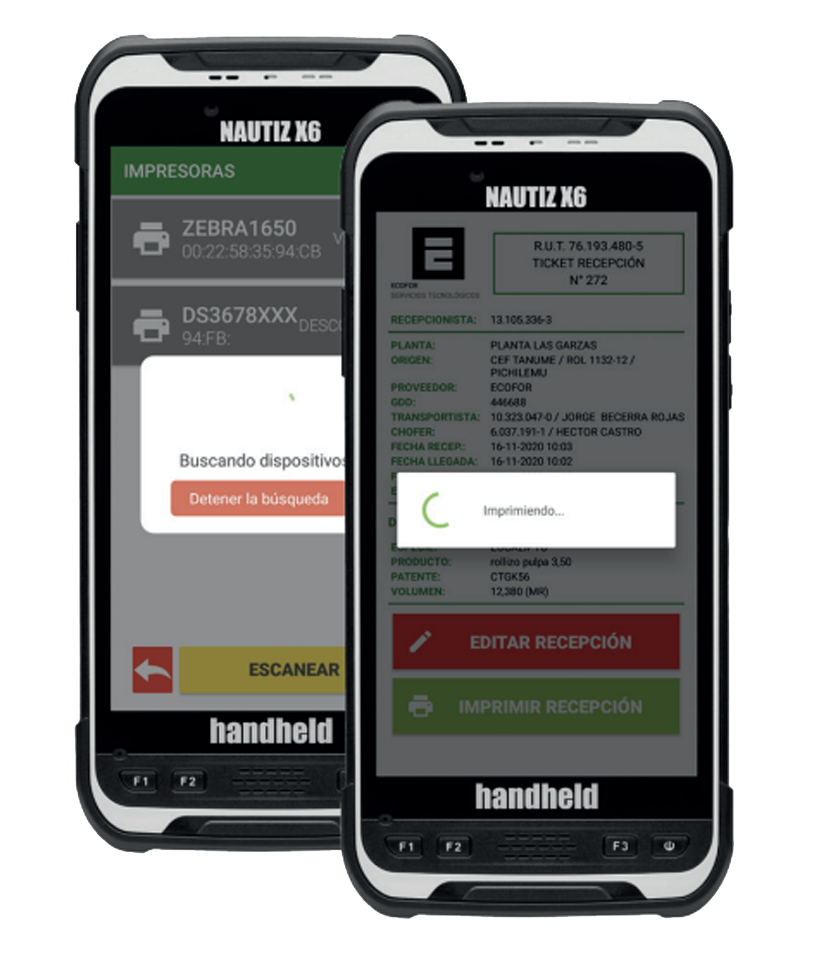 NAUTIZ X6
IMPRESORAS
ZEBRA1650
00:22:58:35:94:CB
DS3678XXX
94:FB:
Buscando dispositivos
Detener la búsqueda
ESCANEAR
handheld
F1 F2
NAUTIZ X6
ECOFOR
SERVICIOS TECNOLÓGICOS
R.U.T. 76.193.480-5
TICKET RECEPCIÓN
N° 272
RECEPCIONISTA: 13.105.336-3
PLANTA: PLANTA LAS GARZAS
ORIGEN: CEF TANUME / ROL 1132-12 /
PICHILEMU
PROVEEDOR: ECOFOR
GDD: 446688
TRANSPORTISTA: 10.323.047-0 / JORGE BECERRA ROJAS
CHOFER: 6.037.191-1 / HECTOR CASTRO
FECHA RECEP.: 16-11-2020 10:03
FECHA LLEGADA: 16-11-2020 10:02
Imprimiendo...
PRODUCTO: rollizo pulpa 3,50
PATENTE: CTGK56
VOLUMEN: 12,380 (MR)
EDITAR RECEPCIÓN
IMPRIMIR RECEPCIÓN
handheld
F1 F2 F3